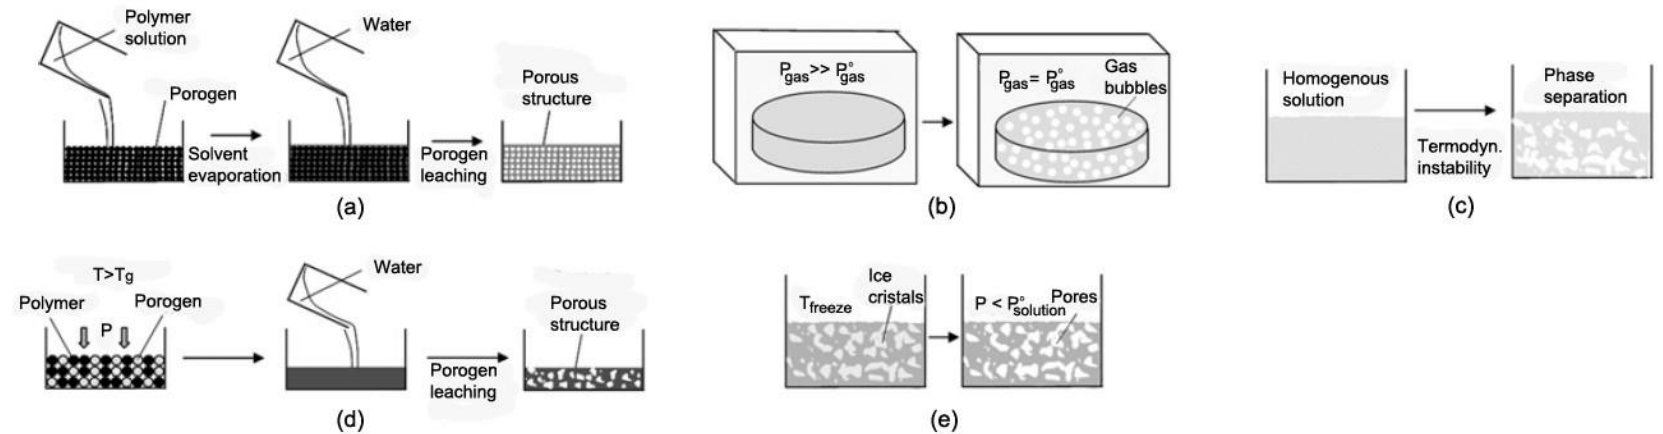 Polymer
solution
Porogen
Solvent
evaporation
Water
Porogen
leaching
Porous
structure
(a)
Pgas>> P°gas
Pgas= P°gas
Gas
bubbles
(b)
Homogenous
solution
Termodyn.
instability
Phase
separation
(c)
T>Tg
Polymer
Porogen
P
Water
Porogen
leaching
Porous
structure
(d)
Tfreeze
Ice
cristals
P < P°solution
Pores
(e)